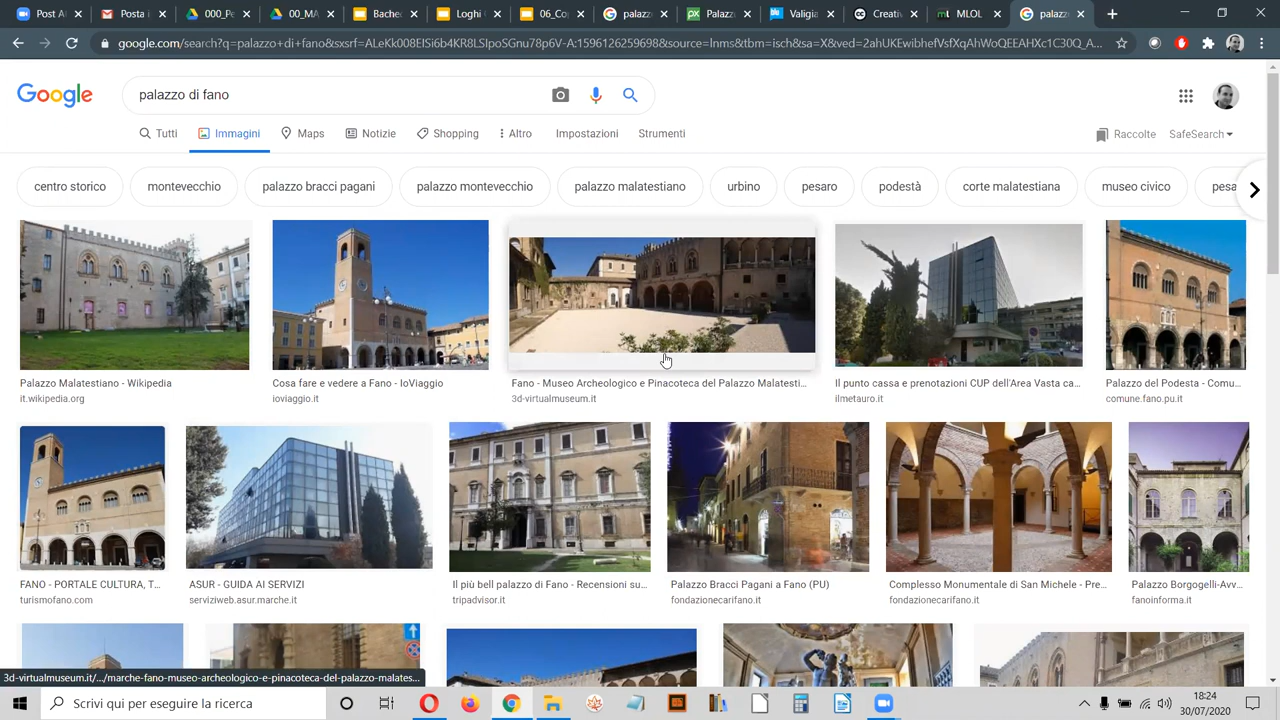 Post Al
Posta i
000_Pe
00_MA
Bachec
Loghi
06_Co
palazz
Palazz
Valigia
Creativ
MLOL
palazz
google.com/search?q=palazzo+di+fano&sxsrf=ALeKk008EISi6b4KR8LSIpoSGnu78p6V-A:1596126259698&source=lnms&tbm=isch&sa=X&ved=2ahUKEwibhefVsfXqAhWoQEEAHXc1C30Q_A...
Google
palazzo di fano
Tutti
Immagini
Maps
Notizie
Shopping
Altro
Impostazioni
Strumenti
Raccolte
SafeSearch
centro storico
montevecchio
palazzo bracci pagani
palazzo montevecchio
palazzo malatestiano
urbino
pesaro
podestà
corte malatestiana
museo civico
pesa
Palazzo Malatestiano - Wikipedia
it.wikipedia.org
Cosa fare e vedere a Fano - IoViaggio
ioviaggio.it
Fano - Museo Archeologico e Pinacoteca del Palazzo Malatesti...
3d-virtualmuseum.it
Il punto cassa e prenotazioni CUP dell'Area Vasta ca...
ilmetauro.it
Palazzo del Podesta - Comu...
comune.fano.pu.it
FANO - PORTALE CULTURA, T...
turismofano.com
ASUR - GUIDA AI SERVIZI
serviziweb.asur.marche.it
Il più bell palazzo di Fano - Recensioni su...
tripadvisor.it
Palazzo Bracci Pagani a Fano (PU)
fondazionecarifano.it
Complesso Monumentale di San Michele - Pre...
fondazionecarifano.it
Palazzo Borgogelli-Avv...
fanoinforma.it
3d-virtualmuseum.it/.../marche-fano-museo-archeologico-e-pinacoteca-del-palazzo-malates...
Scrivi qui per eseguire la ricerca
18:24
30/07/2020